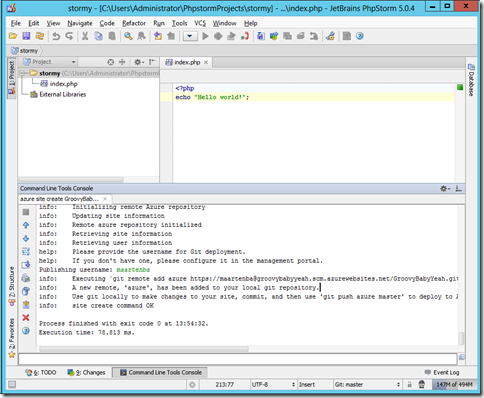 stormy - [C:\Users\Administrator\PhpstormProjects\stormy] - ...\index.php - JetBrains PhpStorm 5.0.4
File Edit View Navigate Code Refactor Run Tools VCS Window Help
stormy
1: Project
Project
index.php
stormy (C:\Users\Administrator\Phpstorm
index.php
External Libraries
<?php
echo "Hello world!";
Database
Command Line Tools Console
azure site create GroovyBab...
info: Initializing remote Azure repository
info: Updating site information
info: Remote azure repository initialized
info: Retrieving site information
info: Retrieving user information
help: Please provide the username for Git deployment.
help: If you don't have one, please configure it in the management portal.
Publishing username: maartenba
info: Executing `git remote add azure https://maartenba@groovybabyyeah.scm.azurewebsites.net/GroovyBabyYeah.git
info: A new remote, 'azure', has been added to your local git repository.
info: Use git locally to make changes to your site, commit, and then use 'git push azure master' to deploy to A
info: site create command OK
Process finished with exit code 0 at 13:54:32.
Execution time: 78.813 ms.
Z: Structure
2: Favorites
6: TODO
9: Changes
Command Line Tools Console
Event Log
213:77
UTF-8
Insert
Git: master
147M of 494M